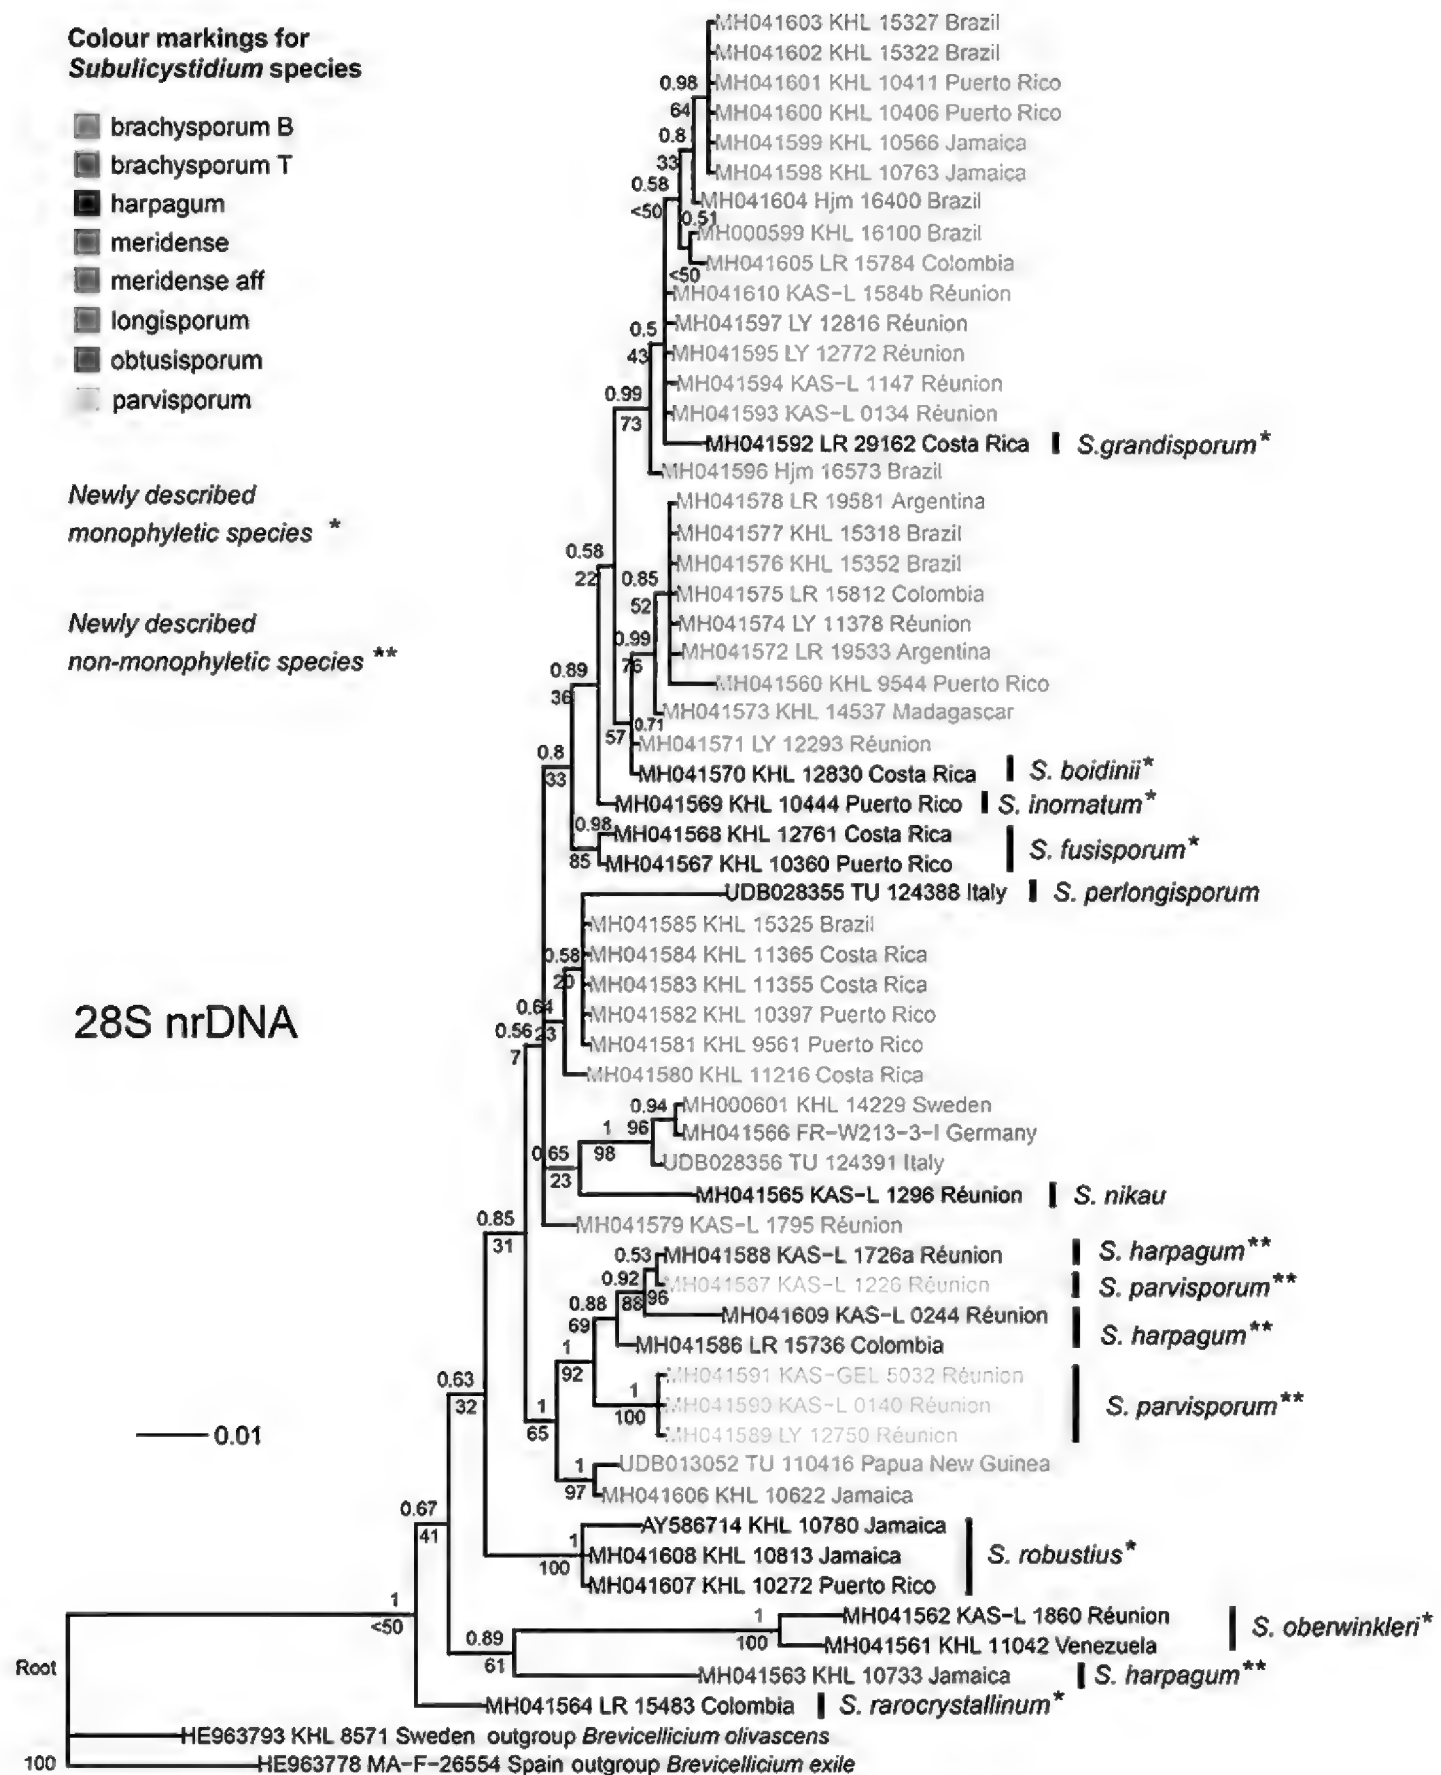 Colour markings for
Subulicystidium species
brachysporum B
brachysporum T
harpagum
meridense
meridense aff
longisporum
obtusisporum
parvisporum
Newly described
monophyletic species *
Newly described
non-monophyletic species **
28S nrDNA
0.01
Root
100
MH041603 KHL 15327 Brazil
MH041602 KHL 15322 Brazil
0.98
MH041601 KHL 10411 Puerto Rico
64
MH041600 KHL 10406 Puerto Rico
0.8
MH041599 KHL 10566 Jamaica
33
MH041598 KHL 10763 Jamaica
0.58
MH041604 Hjm 16400 Brazil
<50
0.51
MH000599 KHL 16100 Brazil
MH041605 LR 15784 Colombia
<50
MH041610 KAS-L 1584b Réunion
0.5
MH041597 LY 12816 Réunion
43
MH041595 LY 12772 Réunion
MH041594 KAS-L 1147 Réunion
0.99
MH041593 KAS-L 0134 Réunion
73
MH041592 LR 29162 Costa Rica S.grandisporum*
MH041596 Hjm 16573 Brazil
MH041578 LR 19581 Argentina
MH041577 KHL 15318 Brazil
0.58
MH041576 KHL 15352 Brazil
22
0.85
MH041575 LR 15812 Colombia
52
MH041574 LY 11378 Réunion
0.99
MH041572 LR 19533 Argentina
76
0.89
MH041560 KHL 9544 Puerto Rico
36
MH041573 KHL 14537 Madagascar
0.71
57
MH041571 LY 12293 Réunion
0.8
MH041570 KHL 12830 Costa Rica S. boidinii*
33
MH041569 KHL 10444 Puerto Rico S. inornatum*
0.98
MH041568 KHL 12761 Costa Rica
S. fusisporum*
85
MH041567 KHL 10360 Puerto Rico
UDB028355 TU 124388 Italy S. perlongisporum
MH041585 KHL 15325 Brazil
0.58
MH041584 KHL 11365 Costa Rica
20
MH041583 KHL 11355 Costa Rica
0.64
MH041582 KHL 10397 Puerto Rico
0.56
23
7
MH041581 KHL 9561 Puerto Rico
MH041580 KHL 11216 Costa Rica
0.94
MH000601 KHL 14229 Sweden
1
96
MH041566 FR-W213-3-I Germany
98
0.65
UDB028356 TU 124391 Italy
23
MH041565 KAS-L 1296 Réunion S. nikau
0.85
MH041579 KAS-L 1795 Réunion
31
0.53
MH041588 KAS-L 1726a Réunion S. harpagum**
0.92
MH041587 KAS-L 1226 Réunion S. parvisporum**
0.88
88
96
MH041609 KAS-L 0244 Réunion
69
S. harpagum**
1
MH041586 LR 15736 Colombia
92
MH041591 KAS-GEL 5032 Réunion
0.63
1
MH041590 KAS-L 0140 Réunion S. parvisporum**
32
1
100
65
MH041589 LY 12750 Réunion
1
UDB013052 TU 110416 Papua New Guinea
97
MH041606 KHL 10622 Jamaica
0.67
AY586714 KHL 10780 Jamaica
41
1
MH041608 KHL 10813 Jamaica S. robustius*
100
MH041607 KHL 10272 Puerto Rico
1
<50
1
MH041562 KAS-L 1860 Réunion
S. oberwinkleri*
0.89
100
MH041561 KHL 11042 Venezuela
61
MH041563 KHL 10733 Jamaica S. harpagum**
MH041564 LR 15483 Colombia S. rarocrystallinum*
HE963793 KHL 8571 Sweden outgroup Brevicellicium olivascens
HE963778 MA-F-26554 Spain outgroup Brevicellicium exile